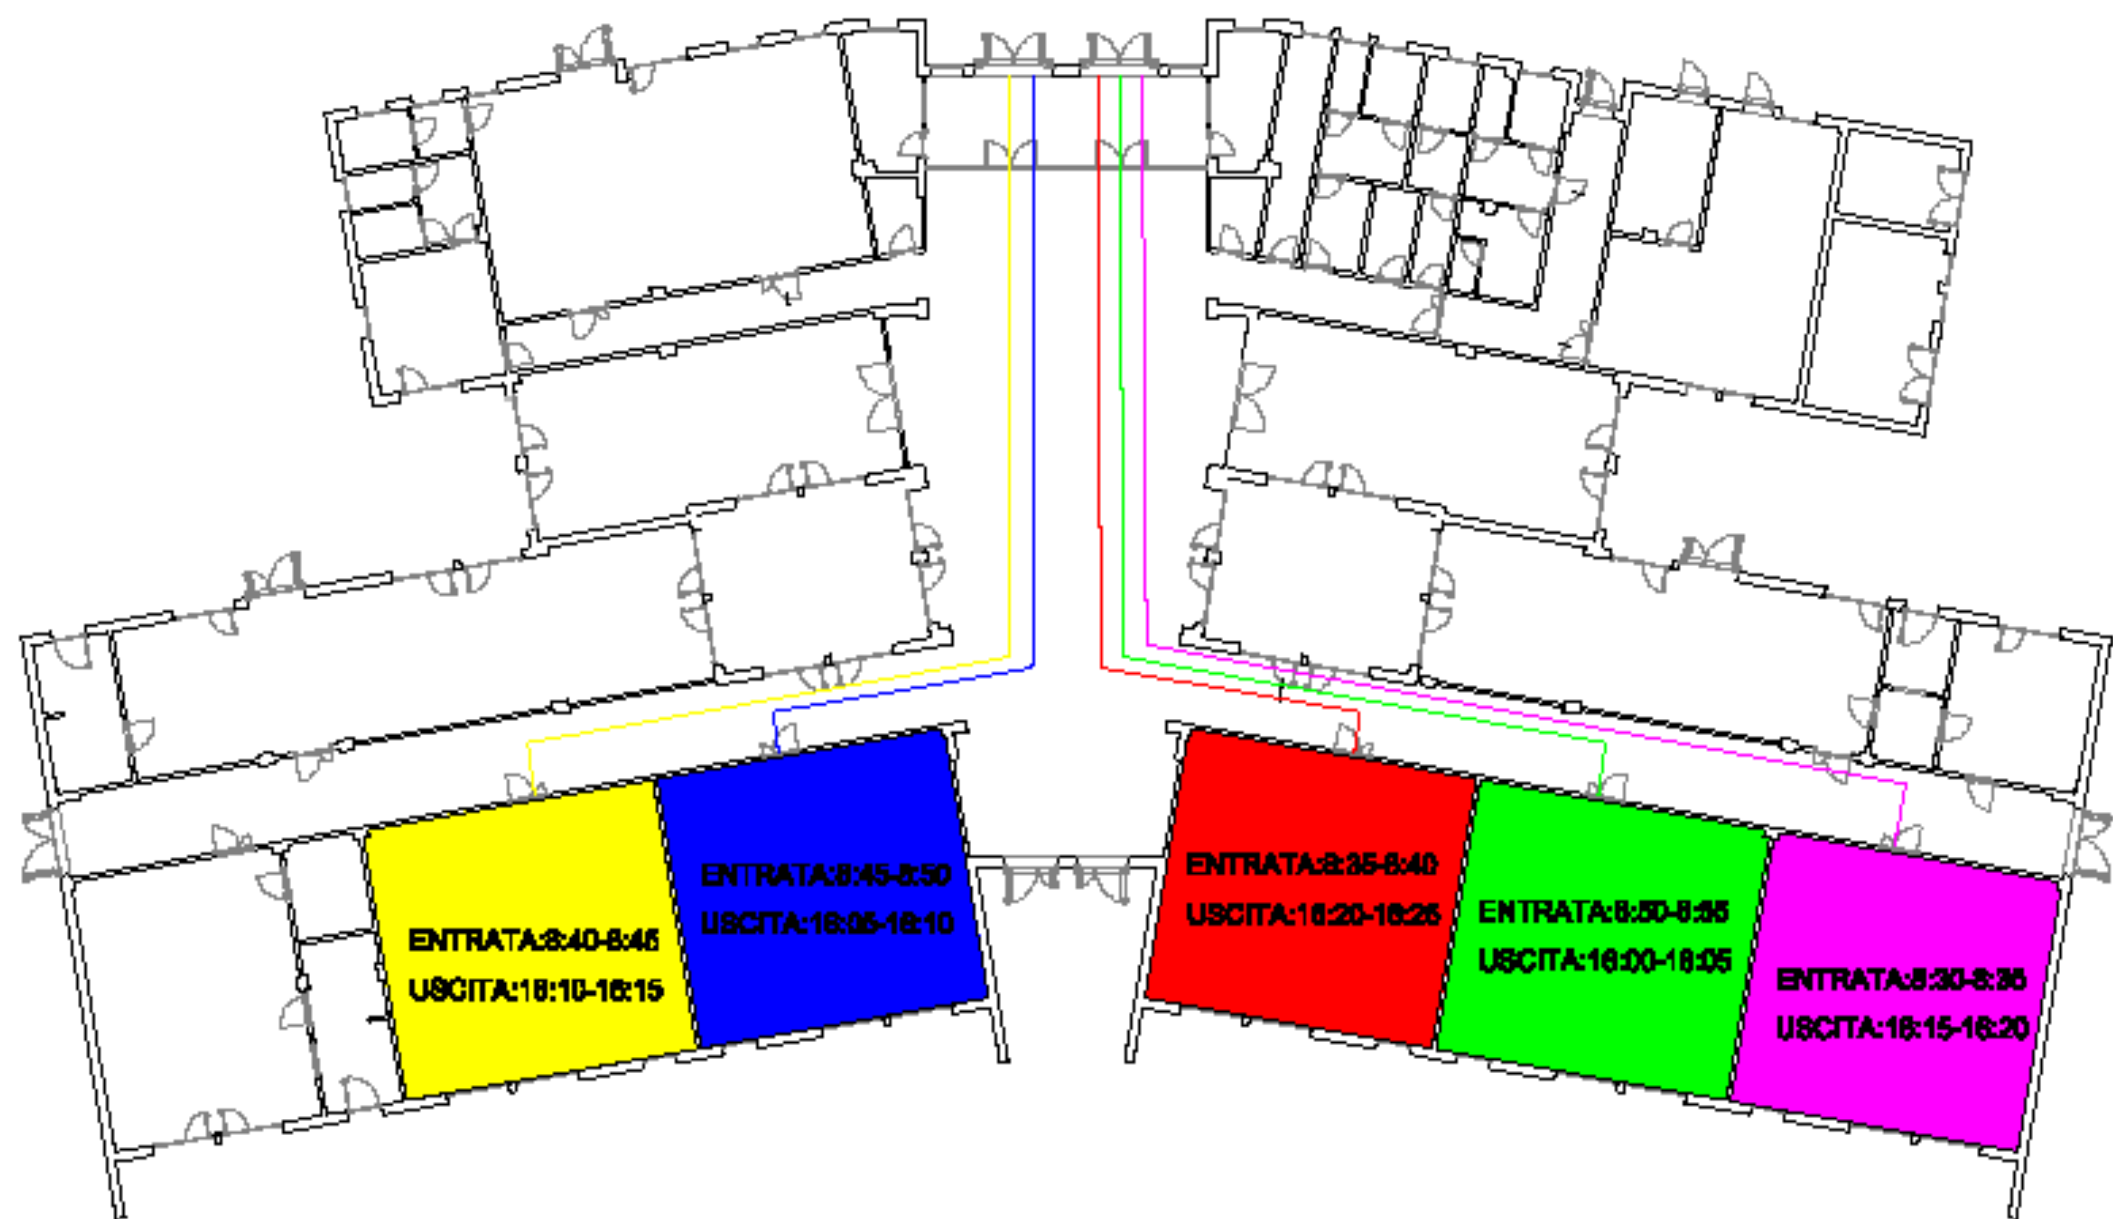 ENTRATA:8:40-8:45
USCITA:16:10-16:15
ENTRATA:8:45-8:50
USCITA:16:05-16:10
ENTRATA:8:35-8:40
USCITA:16:20-16:25
ENTRATA:8:50-8:55
USCITA:16:00-16:05
ENTRATA:8:30-8:35
USCITA:16:15-16:20